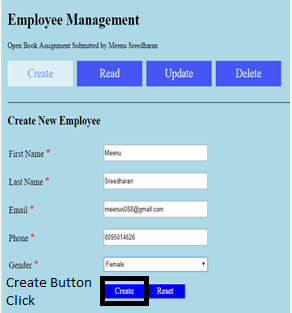 Employee Management
Open Book Assignment Submitted by Meenu Sreedharan
Create Read Update Delete
Create New Employee
First Name * Meenu
Last Name * Sreedharan
Email * meenus088@gmail.com
Phone * 8095014626
Gender * Female
Create Button
Click
Create Reset